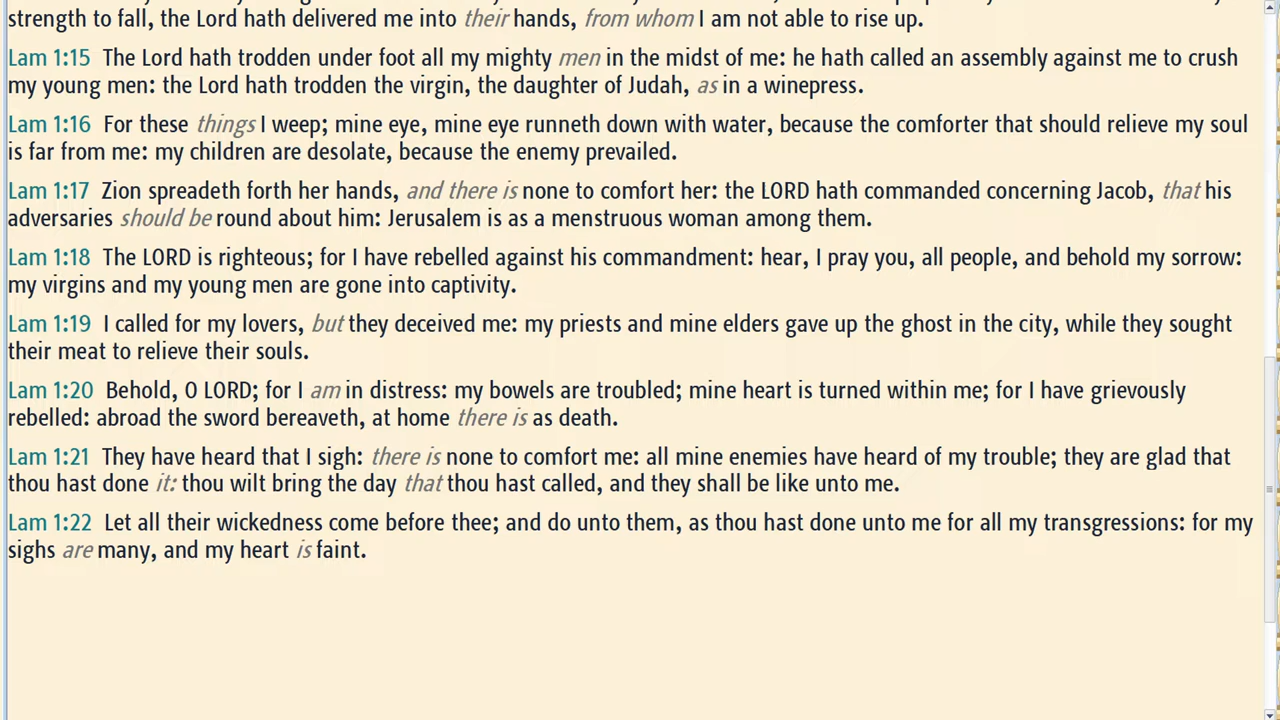 strength to fall, the Lord hath delivered me into their hands, from whom I am not able to rise up.
Lam 1:15 The Lord hath trodden under foot all my mighty men in the midst of me: he hath called an assembly against me to crush
my young men: the Lord hath trodden the virgin, the daughter of Judah, as in a winepress.
Lam 1:16 For these things I weep; mine eye, mine eye runneth down with water, because the comforter that should relieve my soul
is far from me: my children are desolate, because the enemy prevailed.
Lam 1:17 Zion spreadeth forth her hands, and there is none to comfort her: the LORD hath commanded concerning Jacob, that his
adversaries should be round about him: Jerusalem is as a menstruous woman among them.
Lam 1:18 The LORD is righteous; for I have rebelled against his commandment: hear, I pray you, all people, and behold my sorrow:
my virgins and my young men are gone into captivity.
Lam 1:19 I called for my lovers, but they deceived me: my priests and mine elders gave up the ghost in the city, while they sought
their meat to relieve their souls.
Lam 1:20 Behold, O LORD; for I am in distress: my bowels are troubled; mine heart is turned within me; for I have grievously
rebelled: abroad the sword bereaveth, at home there is as death.
Lam 1:21 They have heard that I sigh: there is none to comfort me: all mine enemies have heard of my trouble; they are glad that
thou hast done it: thou wilt bring the day that thou hast called, and they shall be like unto me.
Lam 1:22 Let all their wickedness come before thee; and do unto them, as thou hast done unto me for all my transgressions: for my
sighs are many, and my heart is faint.